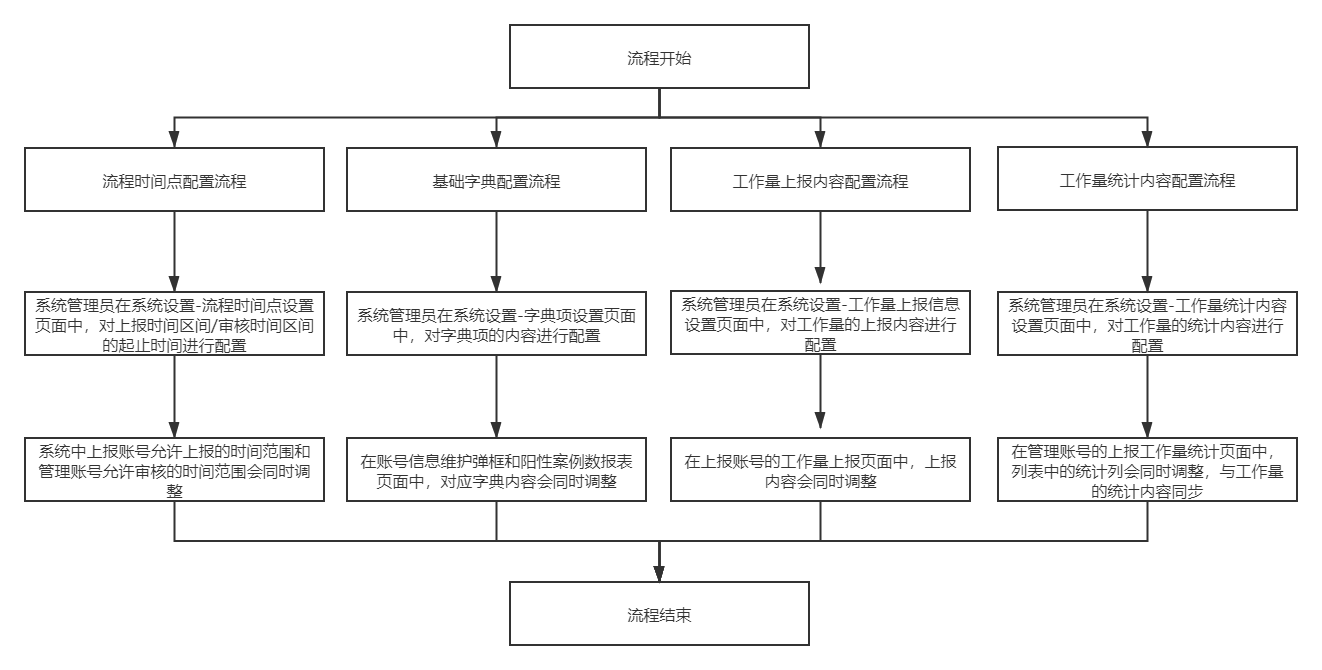 流程开始
流程时间点配置流程
基础字典配置流程
工作量上报内容配置流程
工作量统计内容配置流程
系统管理员在系统设置-流程时间点设置
页面中，对上报时间区间/审核时间区间
的起止时间进行配置
系统管理员在系统设置-字典项设置页面
中，对字典项的内容进行配置
系统管理员在系统设置-工作量上报信息
设置页面中，对工作量的上报内容进行
配置
系统管理员在系统设置-工作量统计内容
设置页面中，对工作量的统计内容进行
配置
系统中上报账号允许上报的时间范围和
管理账号允许审核的时间范围会同时调
整
在账号信息维护弹框和阳性案例数报表
页面中，对应字典内容会同时调整
在上报账号的工作量上报页面中，上报
内容会同时调整
在管理账号的上报工作量统计页面中，
列表中的统计列会同时调整，与工作量
的统计内容同步
流程结束